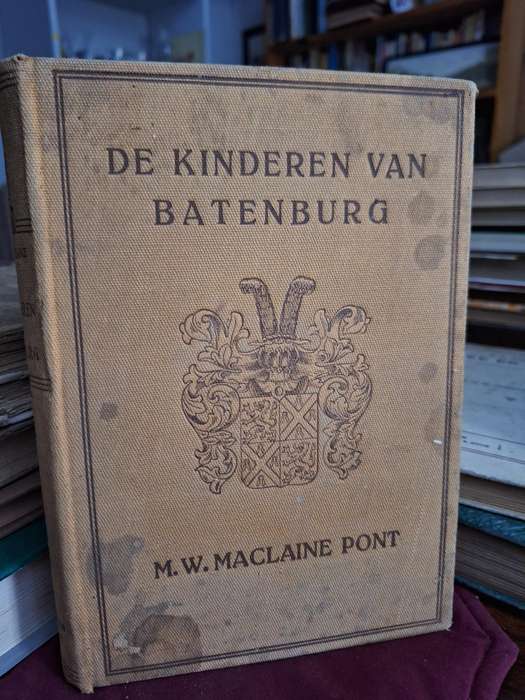 DE KINDEREN VAN
BATENBURG
M.W. MACLAINE PONT